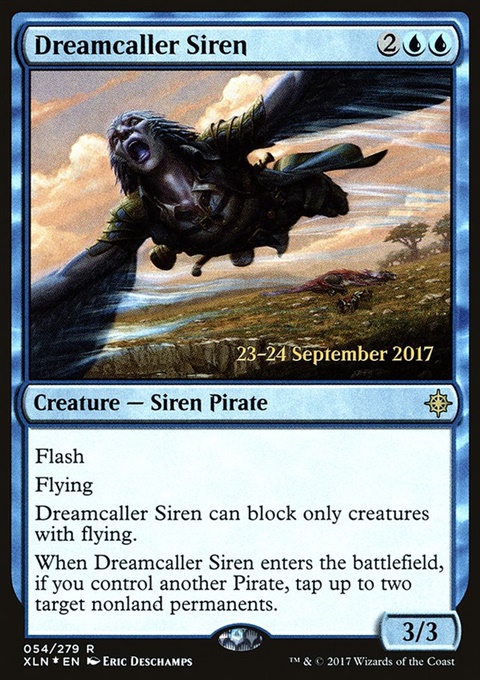 Dreamcaller Siren 2
23–24 September 2017
Creature — Siren Pirate
Flash
Flying
Dreamcaller Siren can block only creatures
with flying.
When Dreamcaller Siren enters the battlefield,
if you control another Pirate, tap up to two
target nonland permanents.
3/3
054/279 R
XLN ★ EN Eric Deschamps
™ & © 2017 Wizards of the Coast